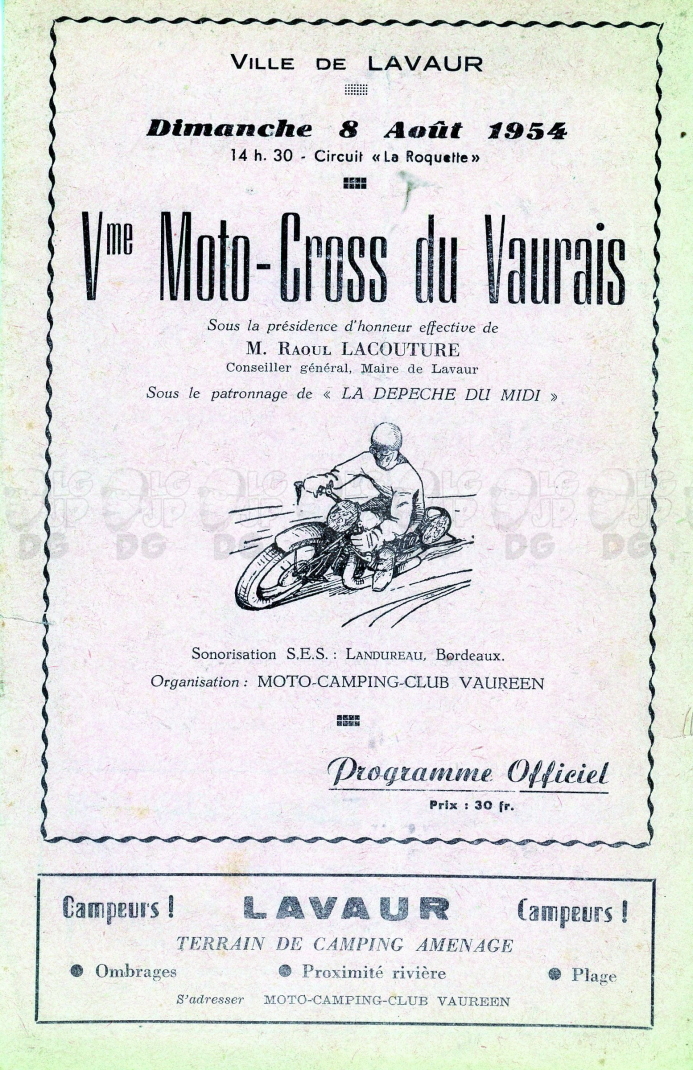 VILLE DE LAVAUR
Dimanche 8 Août 1954
14 h. 30 - Circuit « La Roquette »
Vme Moto-Cross du Vaurais
Sous la présidence d'honneur effective de
M. RAOUL LACOUTURE
Conseiller général, Maire de Lavaur
Sous le patronnage de « LA DEPECHE DU MIDI »
Sonorisation S.E.S. : LANDUREAU, Bordeaux.
Organisation : MOTO-CAMPING-CLUB VAUREEN
Programme Officiel
Prix : 30 fr.
Campeurs ! LAVAUR Campeurs !
TERRAIN DE CAMPING AMENAGE
● Ombrages ● Proximité rivière ● Plage
S'adresser MOTO-CAMPING-CLUB VAUREEN